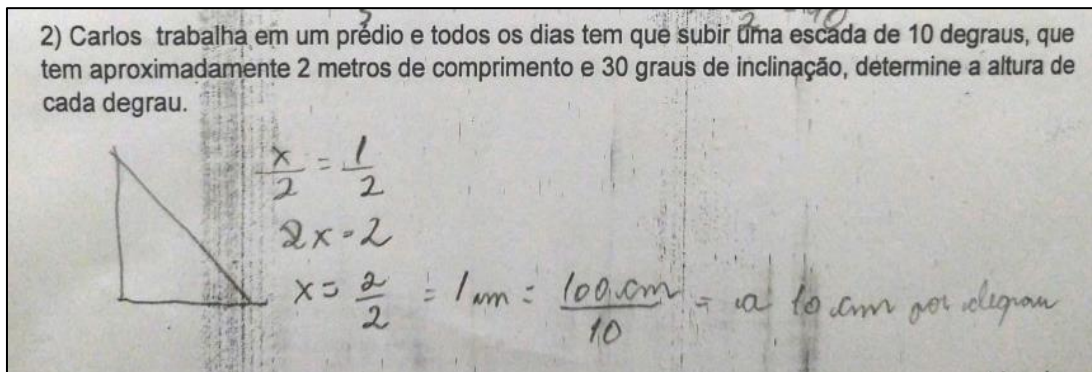 2) Carlos trabalha em um prédio e todos os dias tem que subir uma escada de 10 degraus, que
tem aproximadamente 2 metros de comprimento e 30 graus de inclinação, determine a altura de
cada degrau.
x/2 = 1/2
2x = 2
x = 2/2 = 1 m = 100 cm/10 = a 10 cm por degrau